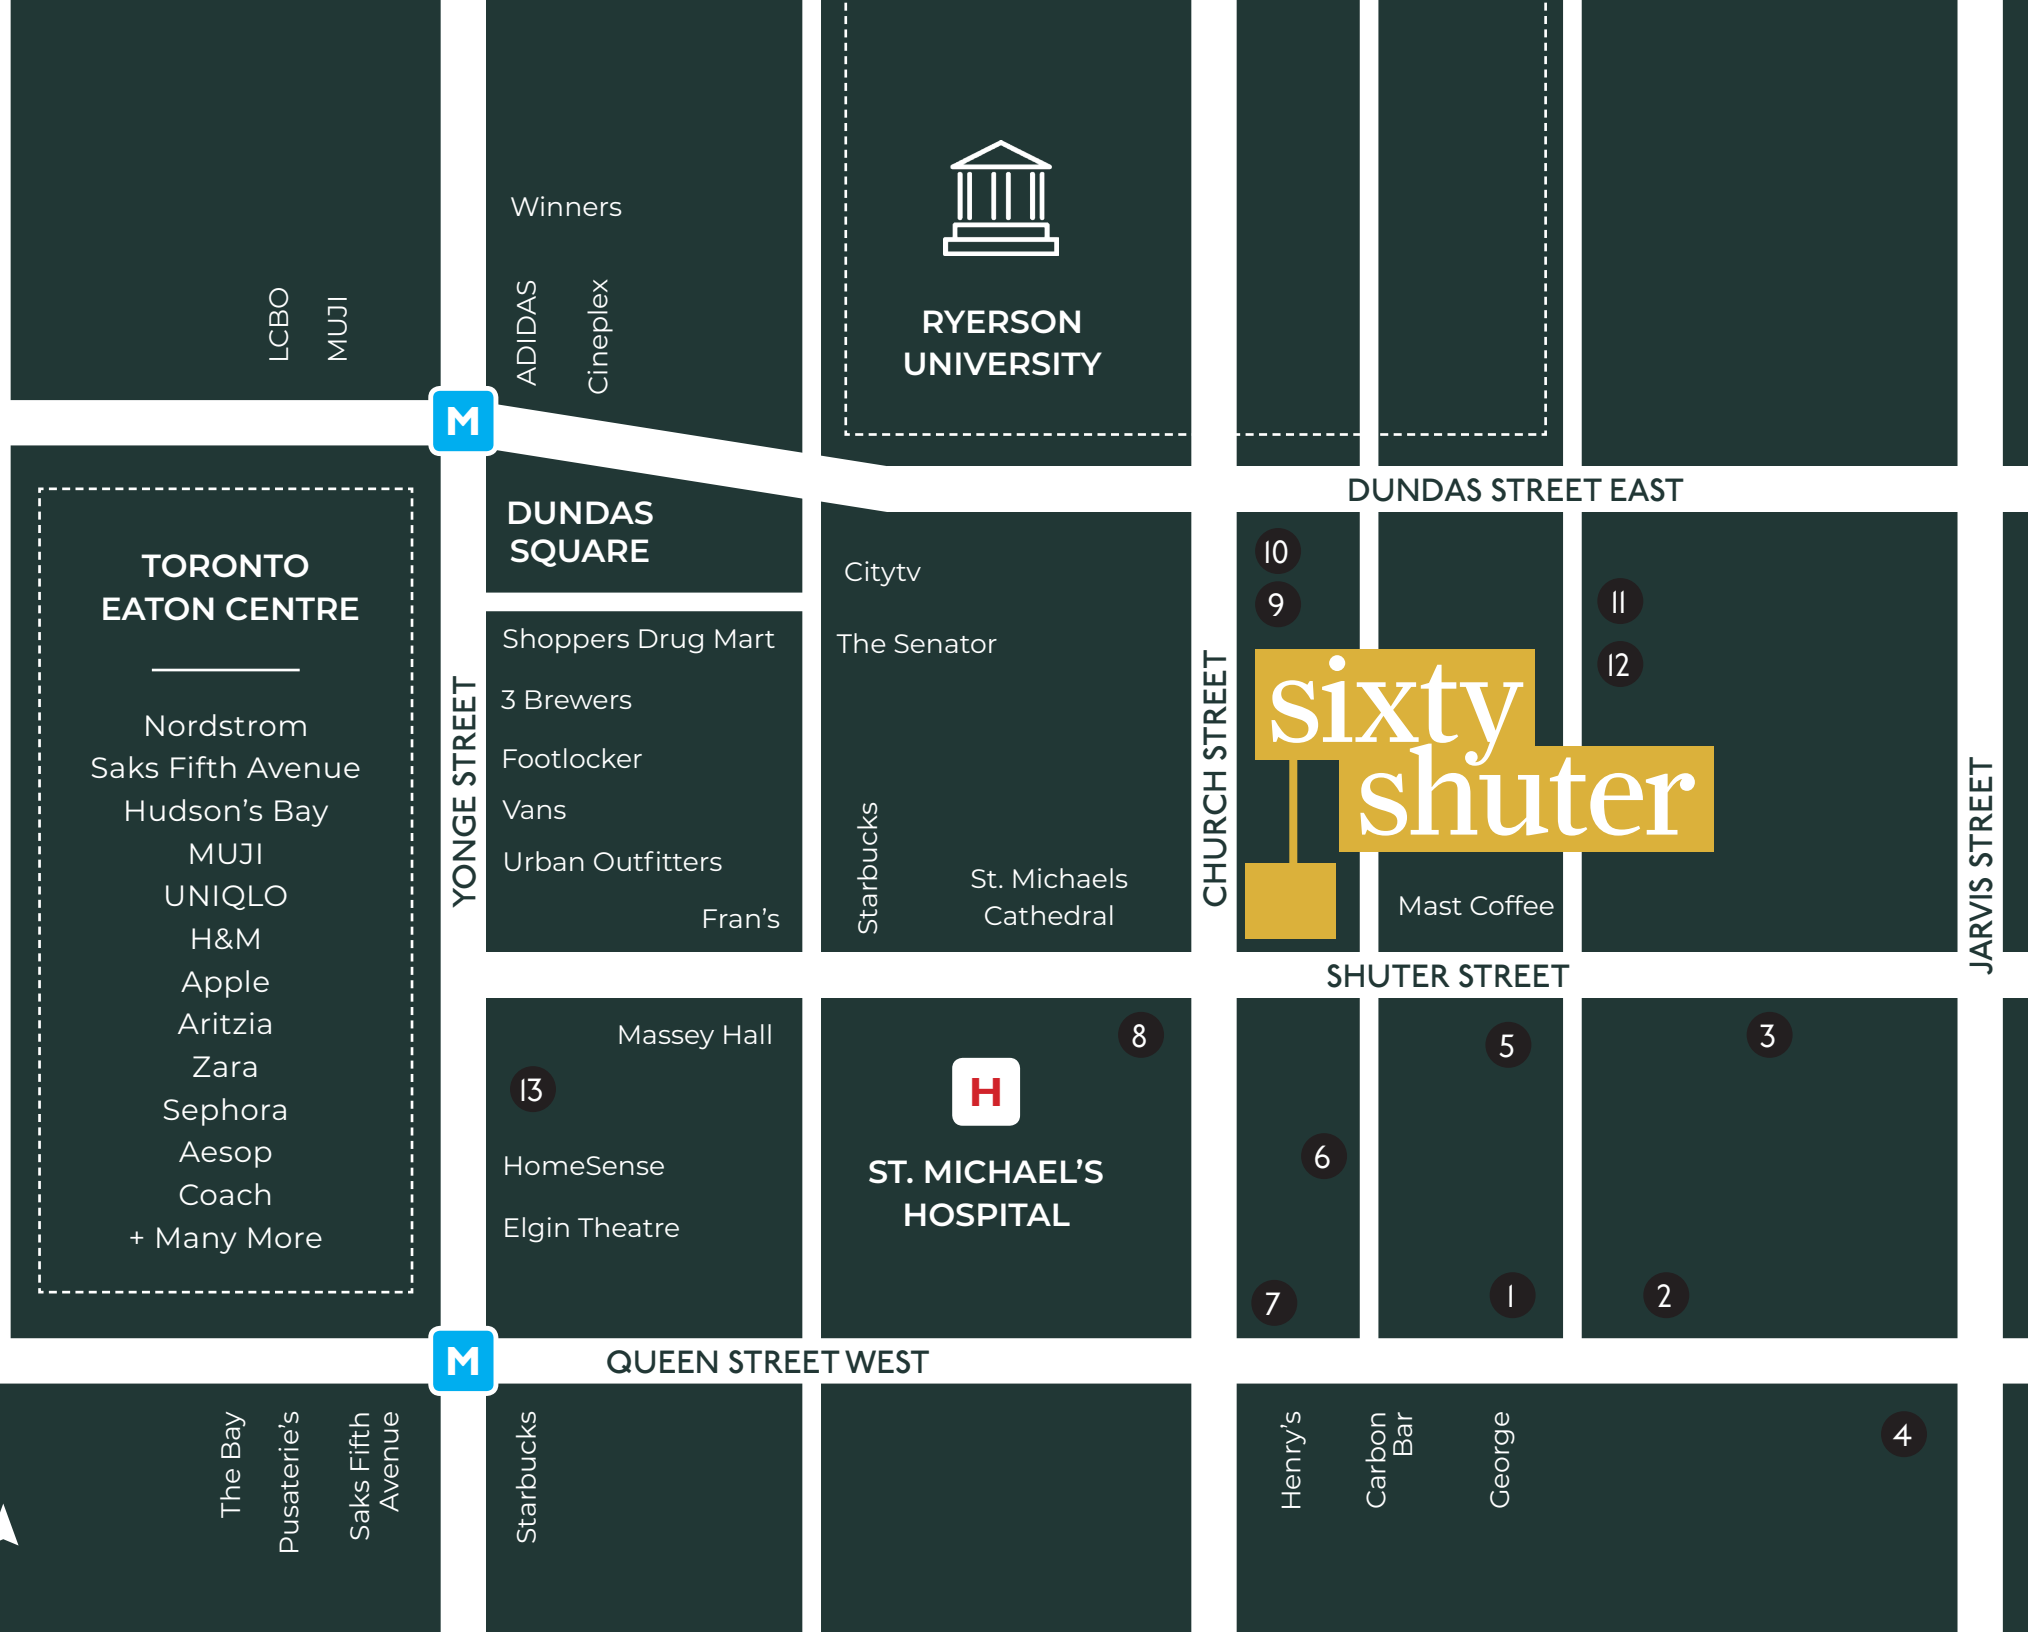 Winners
LCBO
MUJI
ADIDAS
Cineplex
RYERSON
UNIVERSITY
M
DUNDAS STREET EAST
DUNDAS
SQUARE
TORONTO
EATON CENTRE
Nordstrom
Saks Fifth Avenue
Hudson's Bay
MUJI
UNIQLO
H&M
Apple
Aritzia
Zara
Sephora
Aesop
Coach
+ Many More
YONGE STREET
Shoppers Drug Mart
3 Brewers
Footlocker
Vans
Urban Outfitters
Fran's
Citytv
The Senator
Starbucks
St. Michaels
Cathedral
CHURCH STREET
10
9
11
12
sixty
shuter
Mast Coffee
JARVIS STREET
SHUTER STREET
Massey Hall
13
HomeSense
Elgin Theatre
8
H
ST. MICHAEL'S
HOSPITAL
5
3
6
7
1
2
M
QUEEN STREET WEST
The Bay
Pusaterie's
Saks Fifth
Avenue
Starbucks
Henry's
Carbon
Bar
George
4